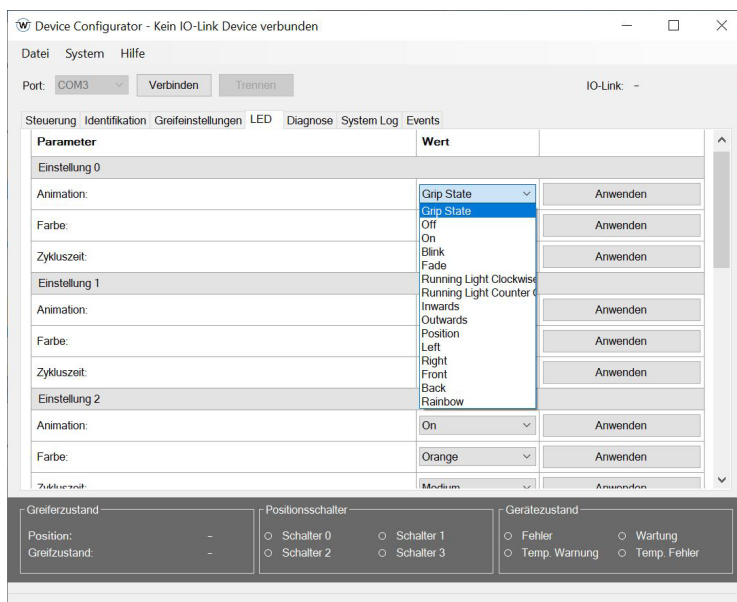 W Device Configurator - Kein IO-Link Device verbunden
Datei System Hilfe
Port: COM3 Verbinden Trennen IO-Link: -
Steuerung Identifikation Greifeinstellungen LED Diagnose System Log Events
Parameter Wert
Einstellung 0
Animation: Grip State Anwenden
Grip State
Farbe: Off Anwenden
On
Blink
Zykluszeit: Fade Anwenden
Einstellung 1 Running Light Clockwise
Running Light Counter
Animation: Inwards Anwenden
Outwards
Farbe: Position Anwenden
Left
Right
Zykluszeit: Front Anwenden
Back
Einstellung 2 Rainbow
Animation: On Anwenden
Farbe: Orange Anwenden
Zykluszeit: Medium Anwenden
Greiferzustand Positionsschalter Gerätezustand
Position: - Schalter 0 Schalter 1 Fehler Wartung
Greifzustand: - Schalter 2 Schalter 3 Temp. Warnung Temp. Fehler